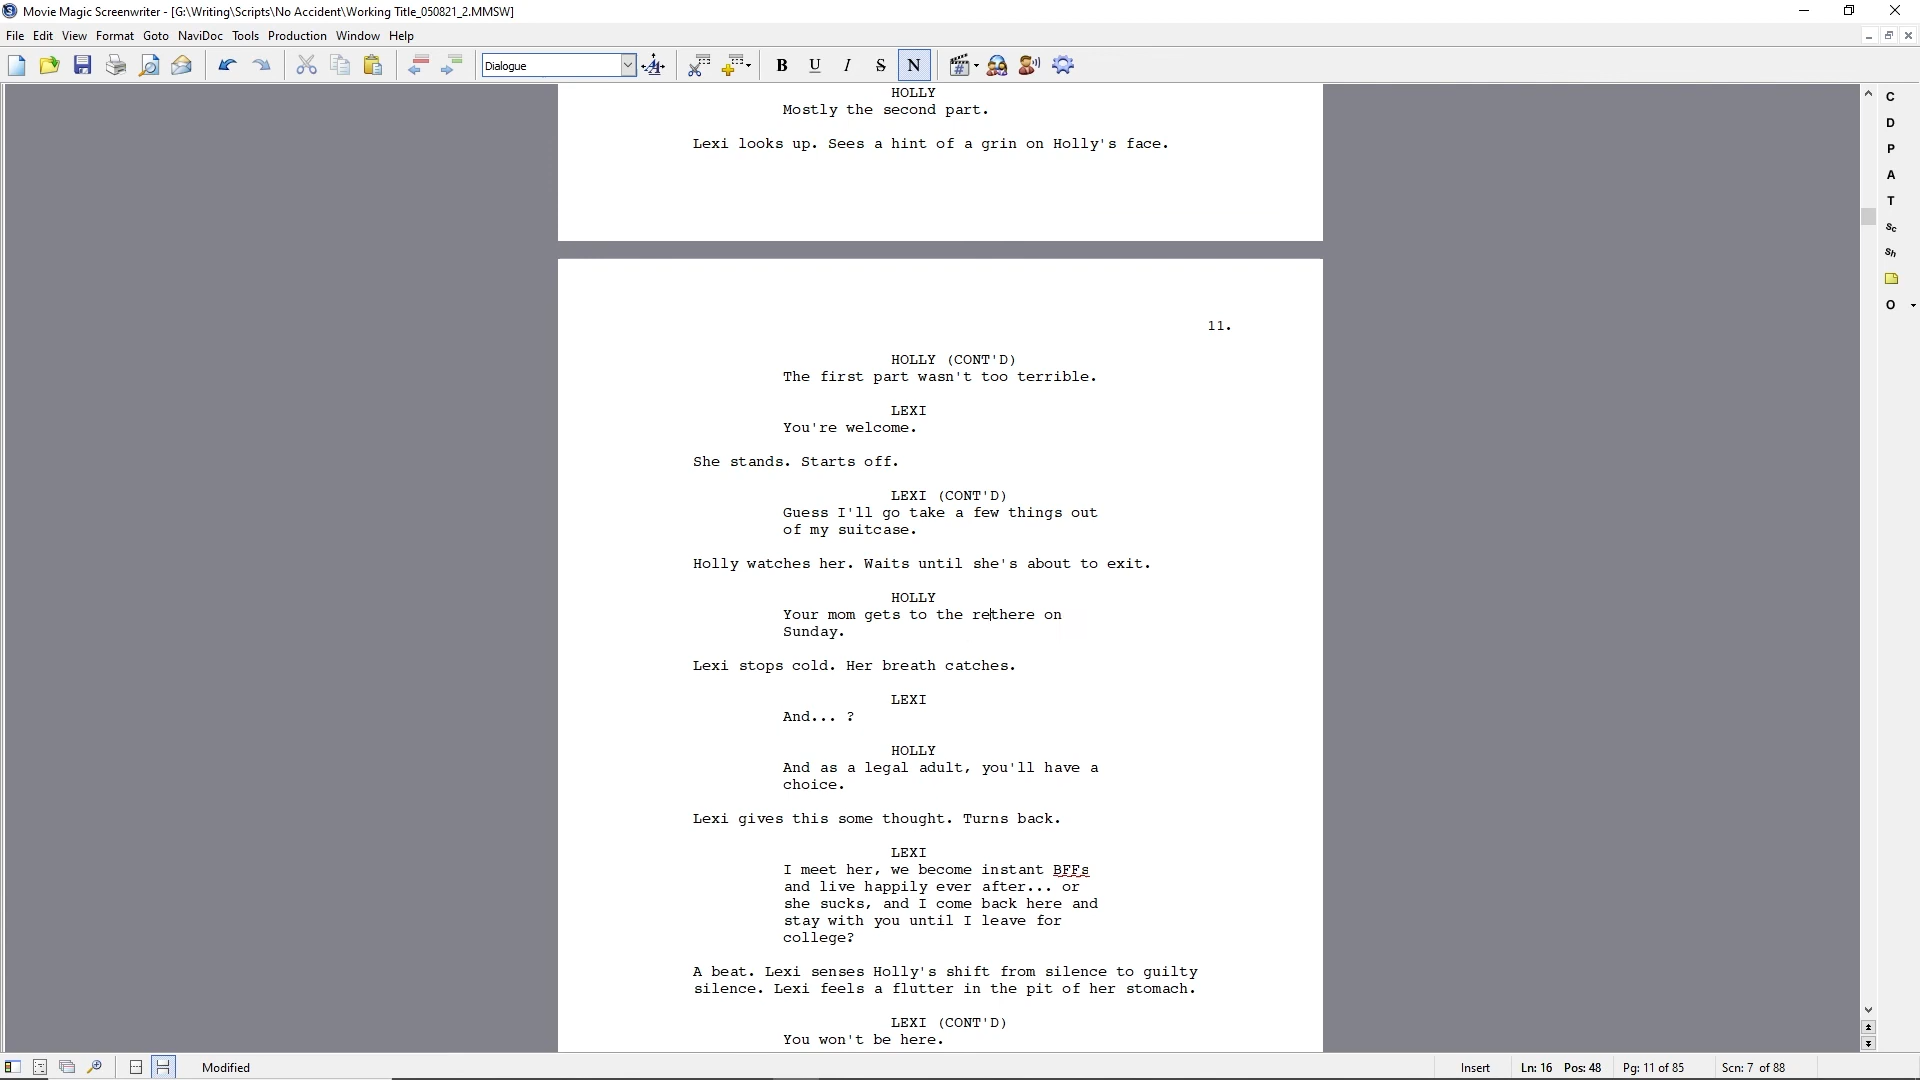 Movie Magic Screenwriter - [G:\Writing\Scripts\No Accident\Working Title_050821_2.MMSW]
File Edit View Format Goto NaviDoc Tools Production Window Help
Dialogue
A
B U I S N
HOLLY
Mostly the second part.
Lexi looks up. Sees a hint of a grin on Holly's face.
11.
HOLLY (CONT'D)
The first part wasn't too terrible.
LEXI
You're welcome.
She stands. Starts off.
LEXI (CONT'D)
Guess I'll go take a few things out
of my suitcase.
Holly watches her. Waits until she's about to exit.
HOLLY
Your mom gets to the rethere on
Sunday.
Lexi stops cold. Her breath catches.
LEXI
And... ?
HOLLY
And as a legal adult, you'll have a
choice.
Lexi gives this some thought. Turns back.
LEXI
I meet her, we become instant BFFs
and live happily ever after... or
she sucks, and I come back here and
stay with you until I leave for
college?
A beat. Lexi senses Holly's shift from silence to guilty
silence. Lexi feels a flutter in the pit of her stomach.
LEXI (CONT'D)
You won't be here.
C
D
P
A
T
Sc
Sh
O
Modified
Insert Ln: 16 Pos: 48 Pg: 11 of 85 Scn: 7 of 88